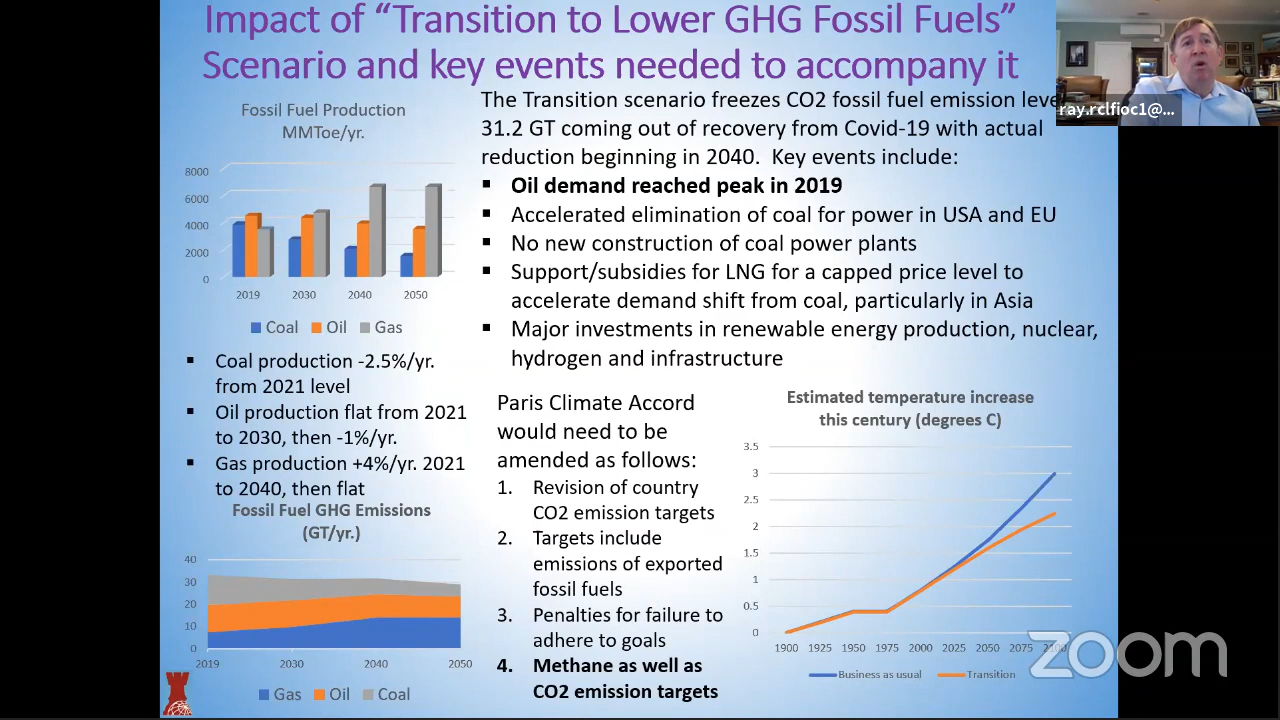 Impact of “Transition to Lower GHG Fossil Fuels”
Scenario and key events needed to accompany it
ray.rclfioc1@...
Fossil Fuel Production
MMToe/yr.
8000
6000
4000
2000
0
2019 2030 2040 2050
Coal Oil Gas
Coal production -2.5%/yr.
from 2021 level
Oil production flat from 2021
to 2030, then -1%/yr.
Gas production +4%/yr. 2021
to 2040, then flat
Fossil Fuel GHG Emissions
(GT/yr.)
40
30
20
10
0
2019 2030 2040 2050
Gas Oil Coal
The Transition scenario freezes CO2 fossil fuel emission
31.2 GT coming out of recovery from Covid-19 with actual
reduction beginning in 2040. Key events include:
Oil demand reached peak in 2019
Accelerated elimination of coal for power in USA and EU
No new construction of coal power plants
Support/subsidies for LNG for a capped price level to
accelerate demand shift from coal, particularly in Asia
Major investments in renewable energy production, nuclear,
hydrogen and infrastructure
Paris Climate Accord
would need to be
amended as follows:
1. Revision of country
CO2 emission targets
2. Targets include
emissions of exported
fossil fuels
3. Penalties for failure to
adhere to goals
4. Methane as well as
CO2 emission targets
Estimated temperature increase
this century (degrees C)
3.5
3
2.5
2
1.5
1
0.5
0
1900 1925 1950 1975 2000 2025 2050 2075 2100
Business as usual Transition
zoom